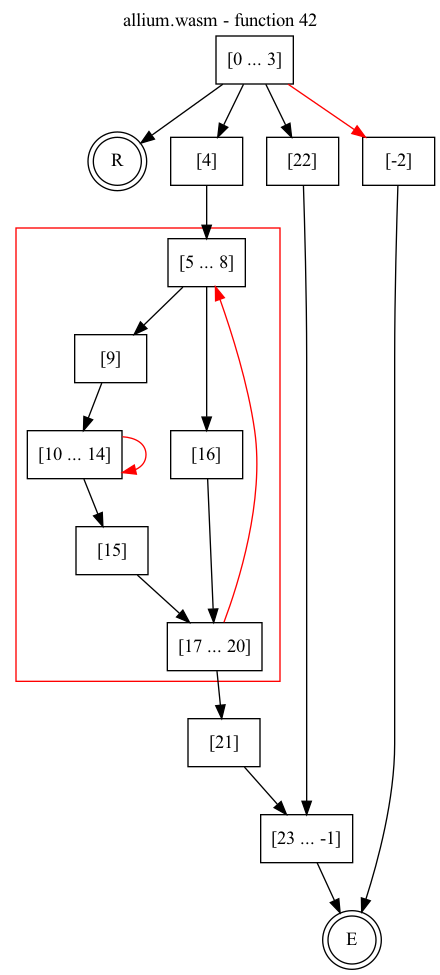 allium.wasm - function 42
[0 ... 3]
R
[4]
[22]
[-2]
[5 ... 8]
[9]
[10 ... 14]
[16]
[15]
[17 ... 20]
[21]
[23 ... -1]
E